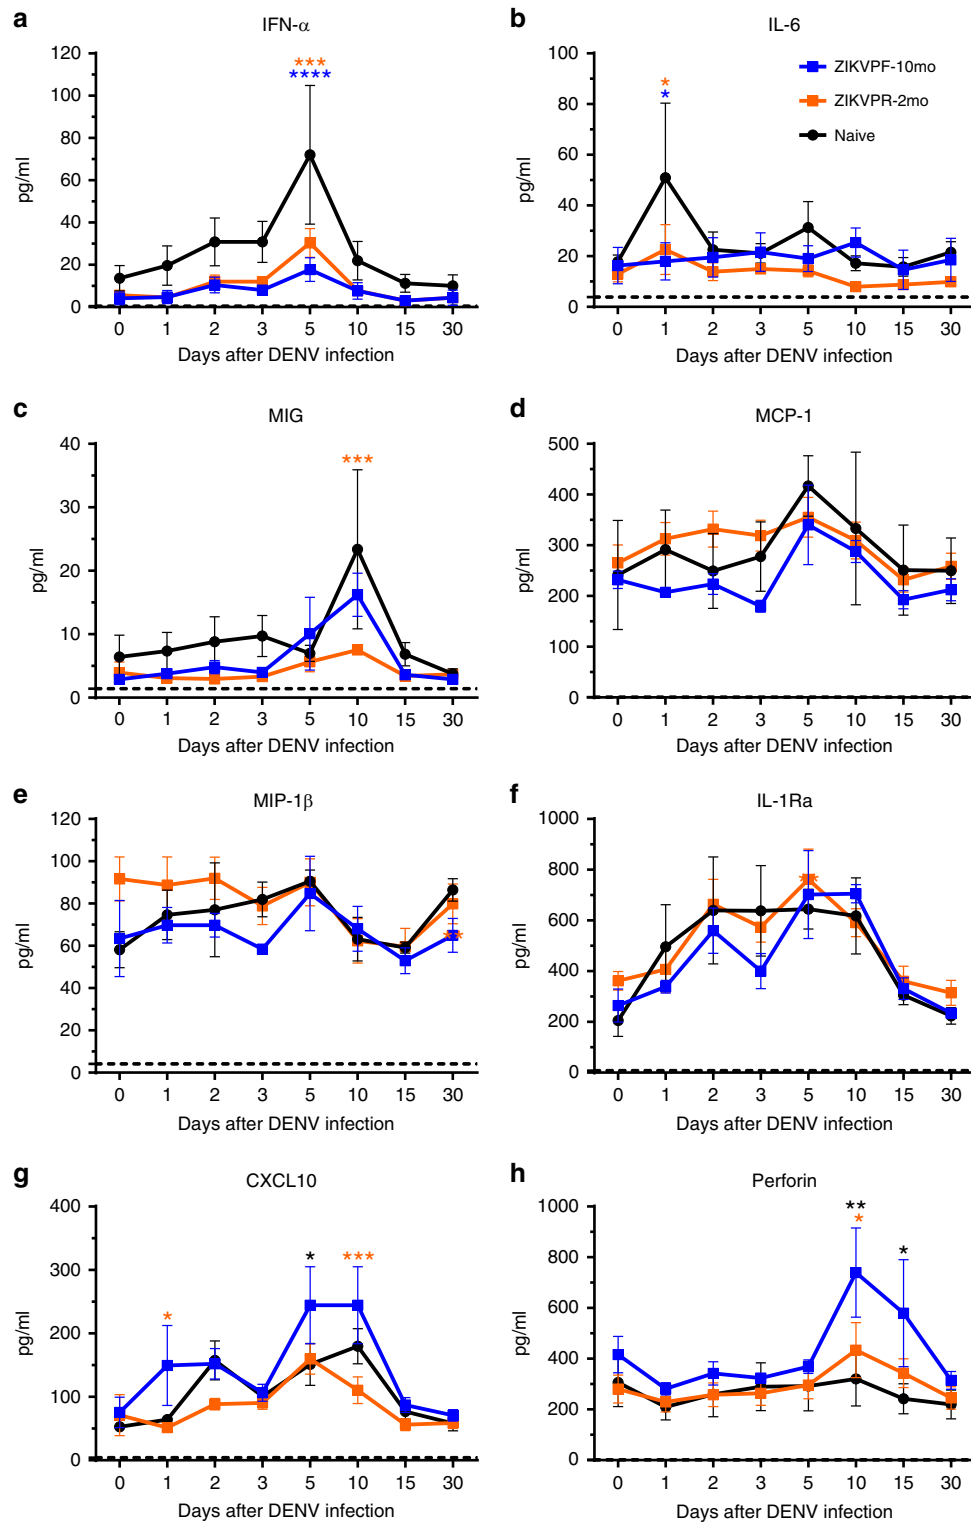 a
IFN-α
120
100
80
60
40
20
0
pg/ml
***
****
0 1 2 3 5 10 15 30
Days after DENV infection
b
IL-6
100
80
60
40
20
0
pg/ml
*
*
ZIKVPF-10mo
ZIKVPR-2mo
Naive
0 1 2 3 5 10 15 30
Days after DENV infection
c
MIG
40
30
20
10
0
pg/ml
***
0 1 2 3 5 10 15 30
Days after DENV infection
d
MCP-1
500
400
300
200
100
0
pg/ml
0 1 2 3 5 10 15 30
Days after DENV infection
e
MIP-1β
120
100
80
60
40
20
0
pg/ml
**
0 1 2 3 5 10 15 30
Days after DENV infection
f
IL-1Ra
1000
800
600
400
200
0
pg/ml
**
0 1 2 3 5 10 15 30
Days after DENV infection
g
CXCL10
400
300
200
100
0
pg/ml
*
*
***
0 1 2 3 5 10 15 30
Days after DENV infection
h
Perforin
1000
800
600
400
200
0
pg/ml
**
*
*
0 1 2 3 5 10 15 30
Days after DENV infection